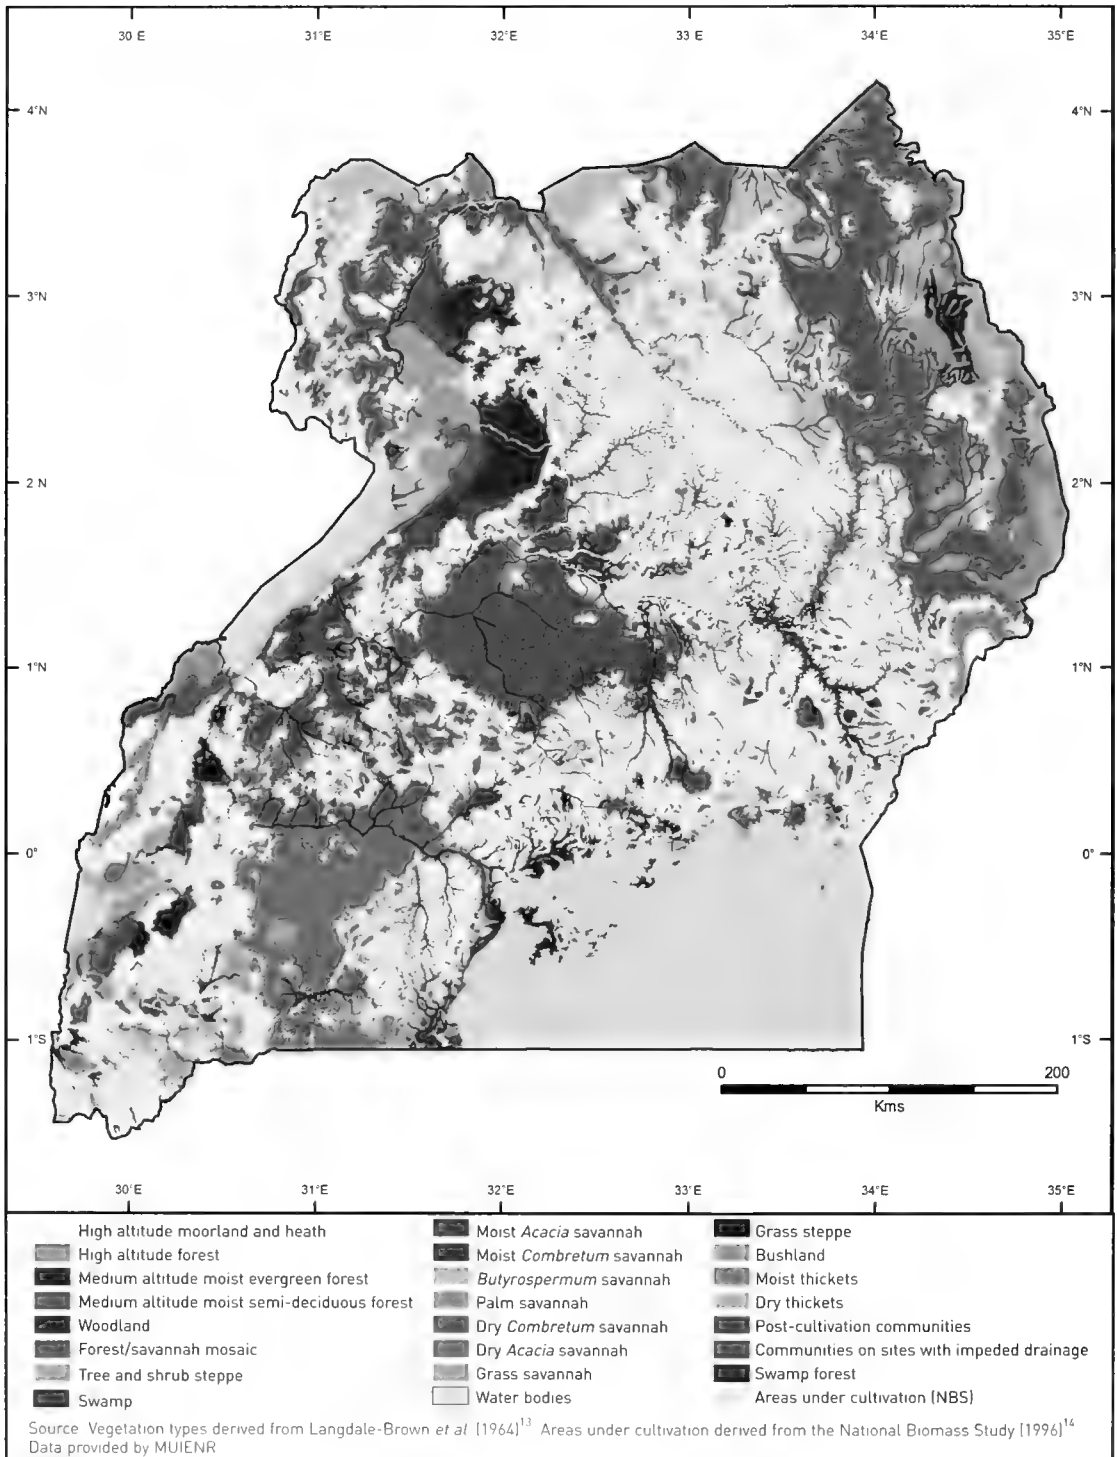 30 E 31°E 32°E 33 E 34°E 35°E
4°N 4°N
3°N 3°N
2 N 2°N
1°N 1°N
0° 0°
1°S 1°S
0 200
Kms
30°E 31°E 32°E 33°E 34°E 35°E
High altitude moorland and heath
High altitude forest
Medium altitude moist evergreen forest
Medium altitude moist semi-deciduous forest
Woodland
Forest/savannah mosaic
Tree and shrub steppe
Swamp
Moist Acacia savannah
Moist Combretum savannah
Butyrospermum savannah
Palm savannah
Dry Combretum savannah
Dry Acacia savannah
Grass savannah
Water bodies
Grass steppe
Bushland
Moist thickets
Dry thickets
Post-cultivation communities
Communities on sites with impeded drainage
Swamp forest
Areas under cultivation (NBS)
Source Vegetation types derived from Langdale-Brown et al [1964]13 Areas under cultivation derived from the National Biomass Study [1996]14
Data provided by MUIENR